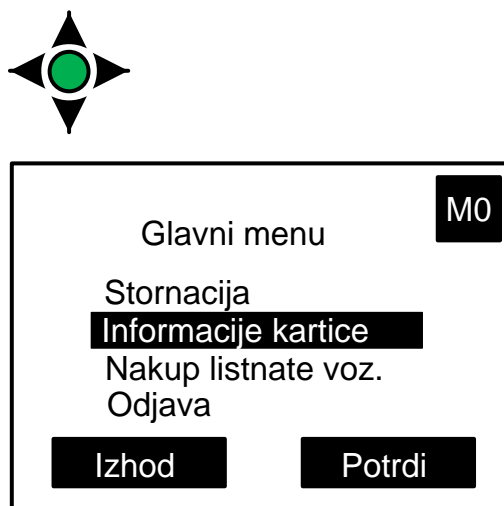 M0
Glavni menu
Stornacija
Informacije kartice
Nakup listnate voz.
Odjava
Izhod Potrdi